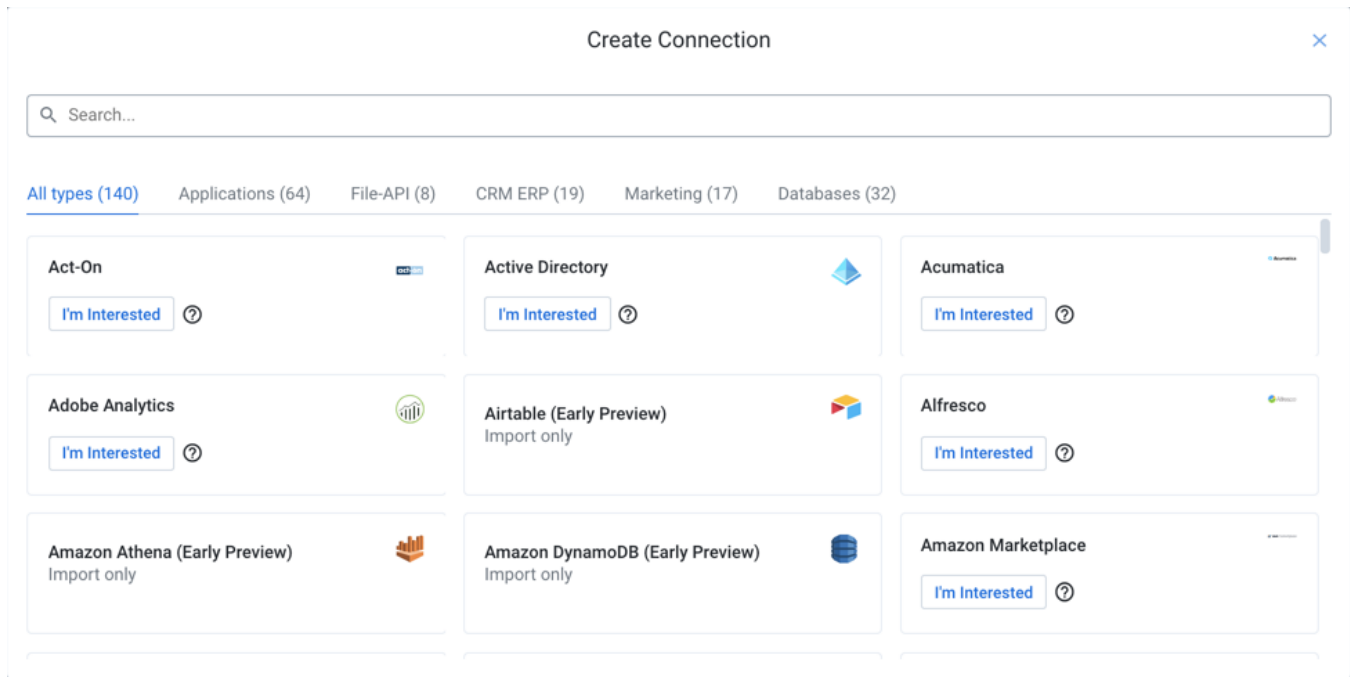 Create Connection
Search...
All types (140) Applications (64) File-API (8) CRM ERP (19) Marketing (17) Databases (32)
Act-On
I'm Interested
Active Directory
I'm Interested
Acumatica
Acumatica
I'm Interested
Adobe Analytics
I'm Interested
Airtable (Early Preview)
Import only
Alfresco
Alfresco
I'm Interested
Amazon Athena (Early Preview)
Import only
Amazon DynamoDB (Early Preview)
Import only
Amazon Marketplace
I'm Interested